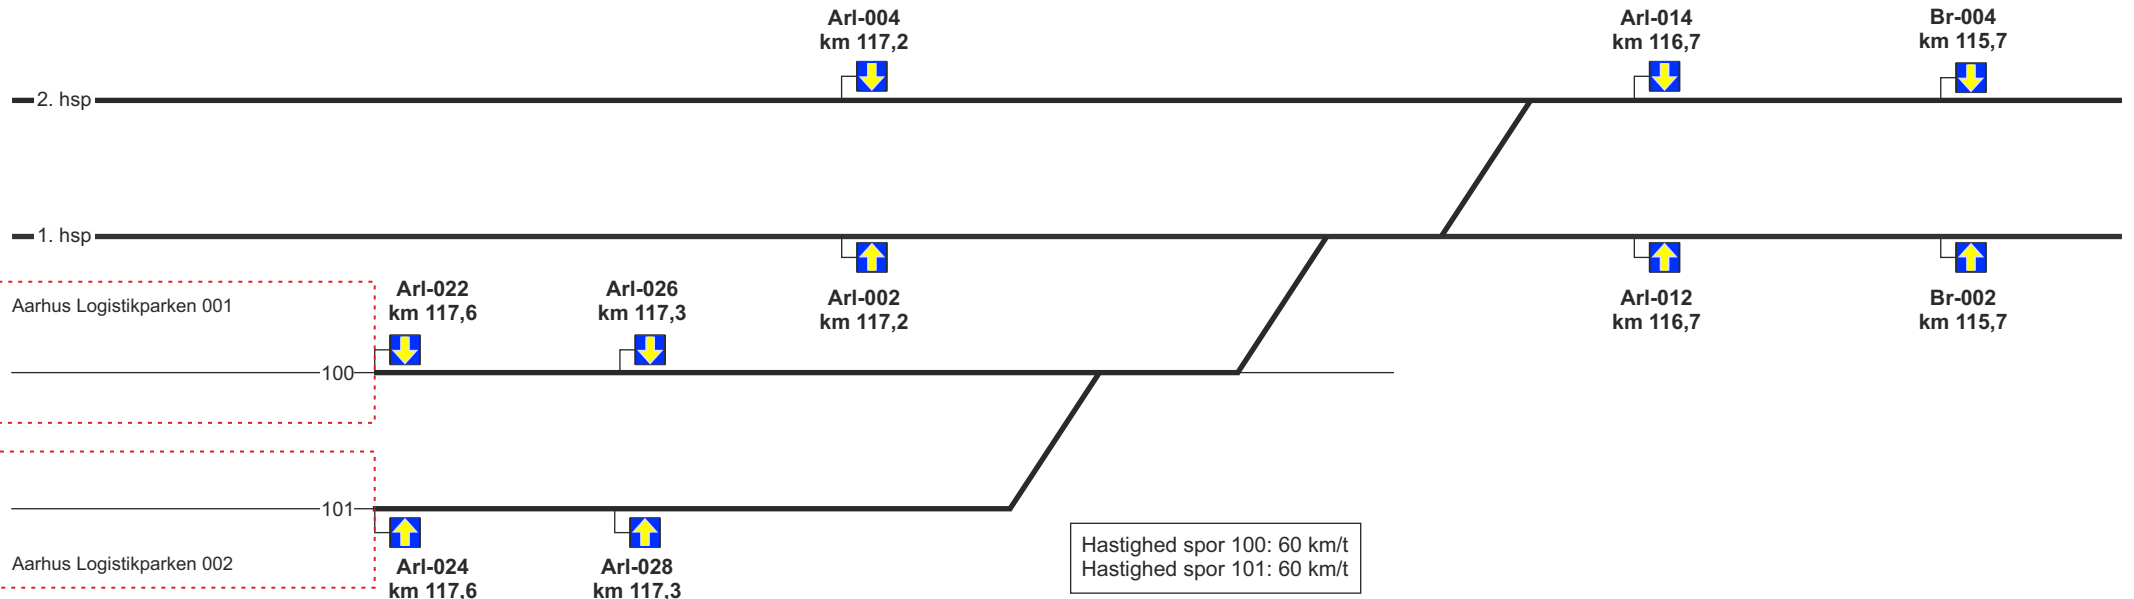 Arl-004
km 117,2
Arl-014
km 116,7
Br-004
km 115,7
2. hsp
1. hsp
Aarhus Logistikparken 001
Arl-022
km 117,6
Arl-026
km 117,3
Arl-002
km 117,2
Arl-012
km 116,7
Br-002
km 115,7
100
101
Aarhus Logistikparken 002
Arl-024
km 117,6
Arl-028
km 117,3
Hastighed spor 100: 60 km/t
Hastighed spor 101: 60 km/t